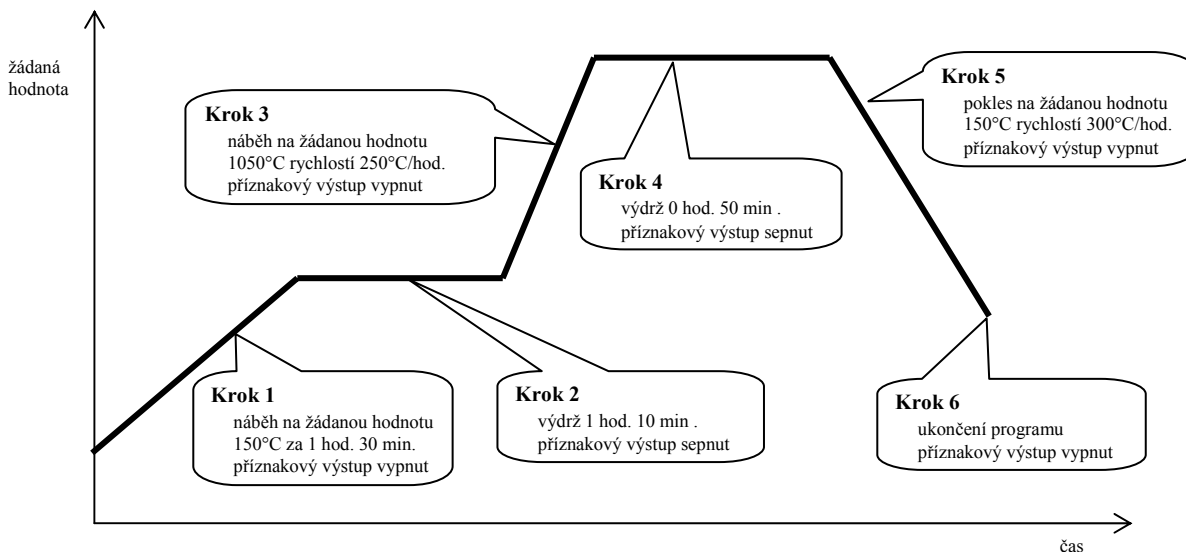 žádaná
hodnota
Krok 3
náběh na žádanou hodnotu
1050°C rychlostí 250°C/hod.
příznakový výstup vypnut
Krok 5
pokles na žádanou hodnotu
150°C rychlostí 300°C/hod.
příznakový výstup vypnut
Krok 4
výdrž 0 hod. 50 min .
příznakový výstup sepnut
Krok 1
náběh na žádanou hodnotu
150°C za 1 hod. 30 min.
příznakový výstup vypnut
Krok 2
výdrž 1 hod. 10 min .
příznakový výstup sepnut
Krok 6
ukončení programu
příznakový výstup vypnut
čas